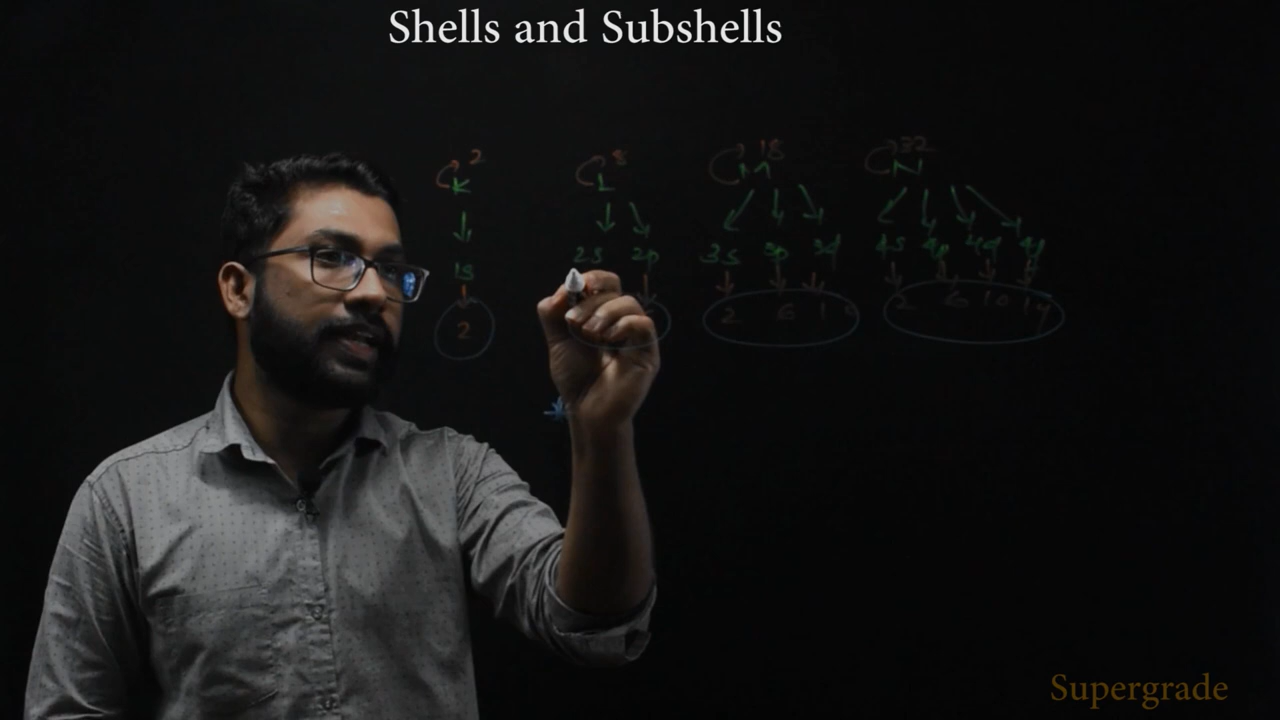 Shells and Subshells
2 8 18 32
K L M N
1s 2s 2p 3s 3p 3d 4s 4p 4d 4f
2 2 6 1 2 6 10 14
Supergrade